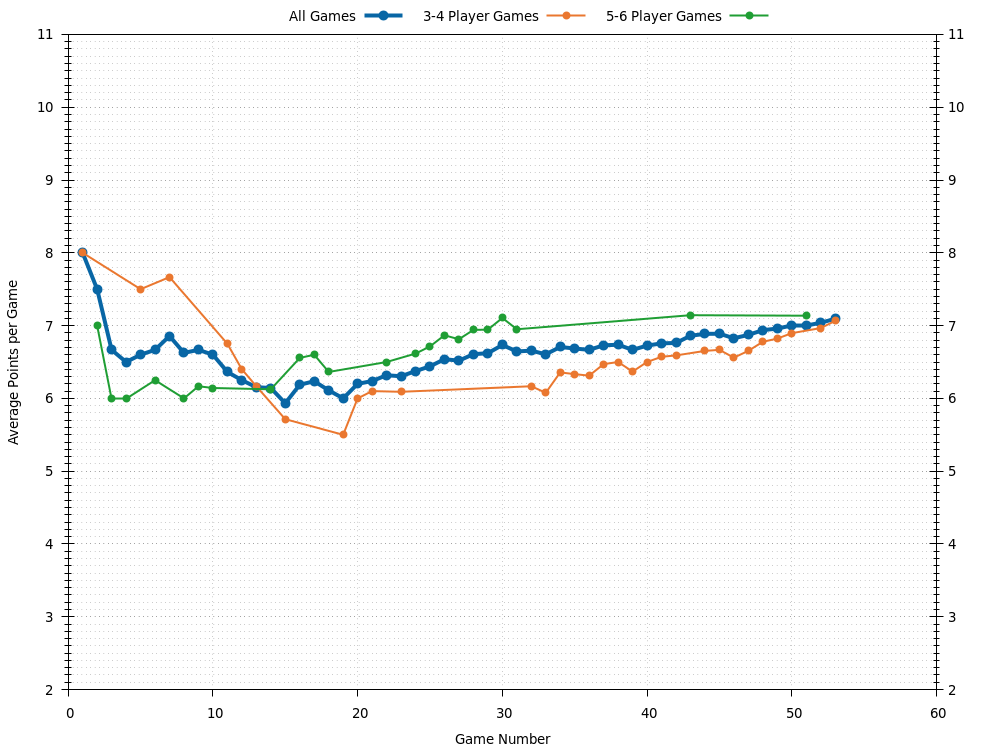 All Games 3-4 Player Games 5-6 Player Games
11 11
10 10
9 9
8 8
7 7
6 6
5 5
4 4
3 3
2 2
Average Points per Game
0 10 20 30 40 50 60
Game Number